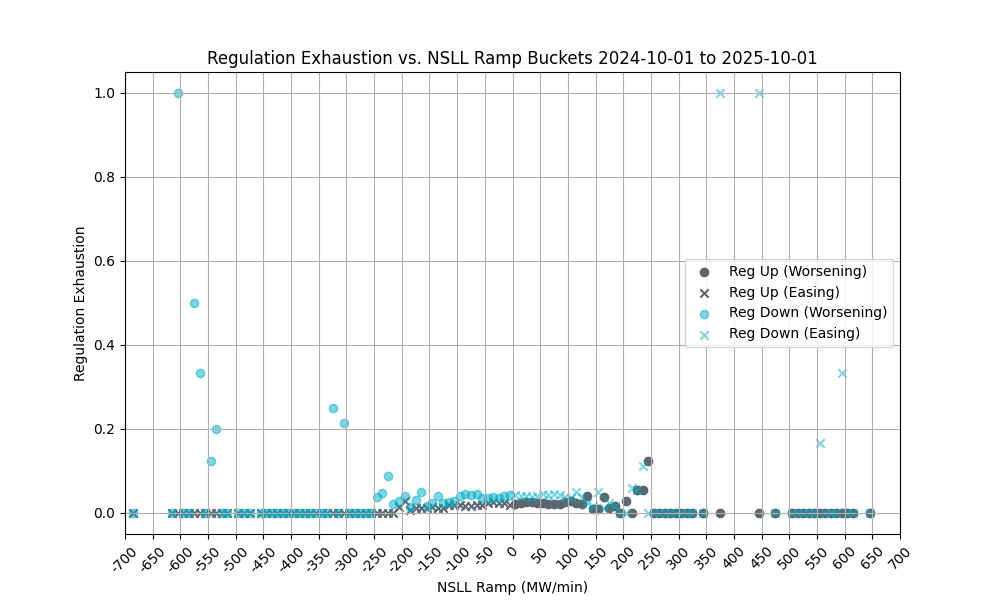 Regulation Exhaustion vs. NSLL Ramp Buckets 2024-10-01 to 2025-10-01
Regulation Exhaustion
1.0
0.8
0.6
0.4
0.2
0.0
Reg Up (Worsening)
Reg Up (Easing)
Reg Down (Worsening)
Reg Down (Easing)
-700 -650 -600 -550 -500 -450 -400 -350 -300 -250 -200 -150 -100 -50 0 50 100 150 200 250 300 350 400 450 500 550 600 650 700
NSLL Ramp (MW/min)